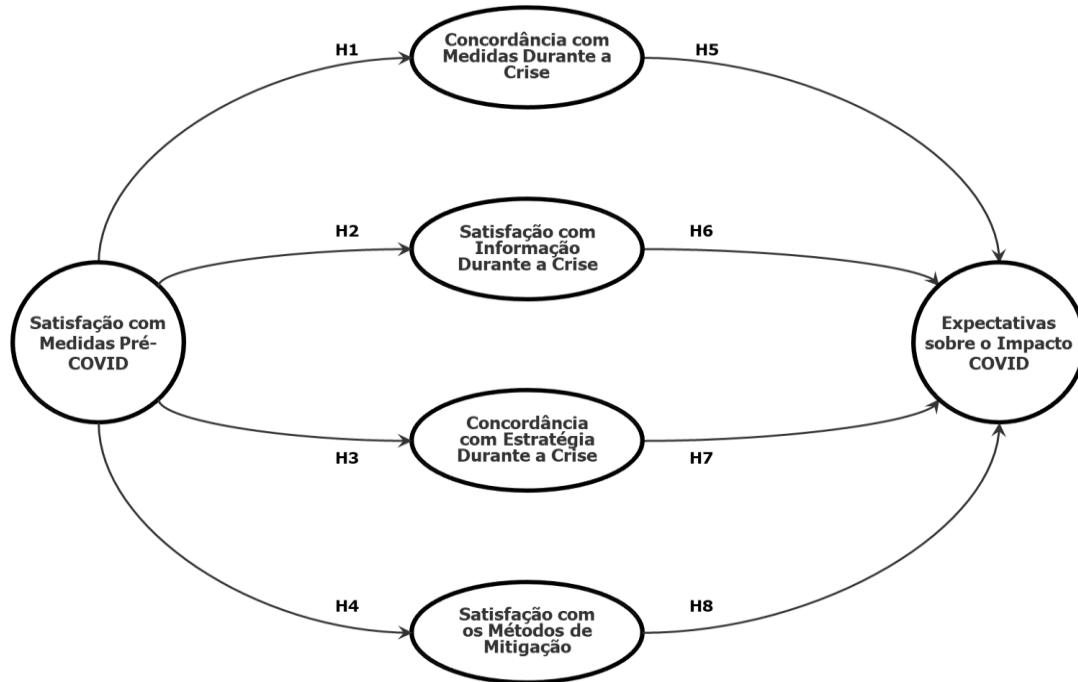 H1
Concordância com
Medidas Durante a
Crise
H5
H2
Satisfação com
Informação
Durante a Crise
H6
Satisfação com
Medidas Pré-
COVID
Expectativas
sobre o Impacto
COVID
H3
Concordância
com Estratégia
Durante a Crise
H7
H4
Satisfação com
os Métodos de
Mitigação
H8